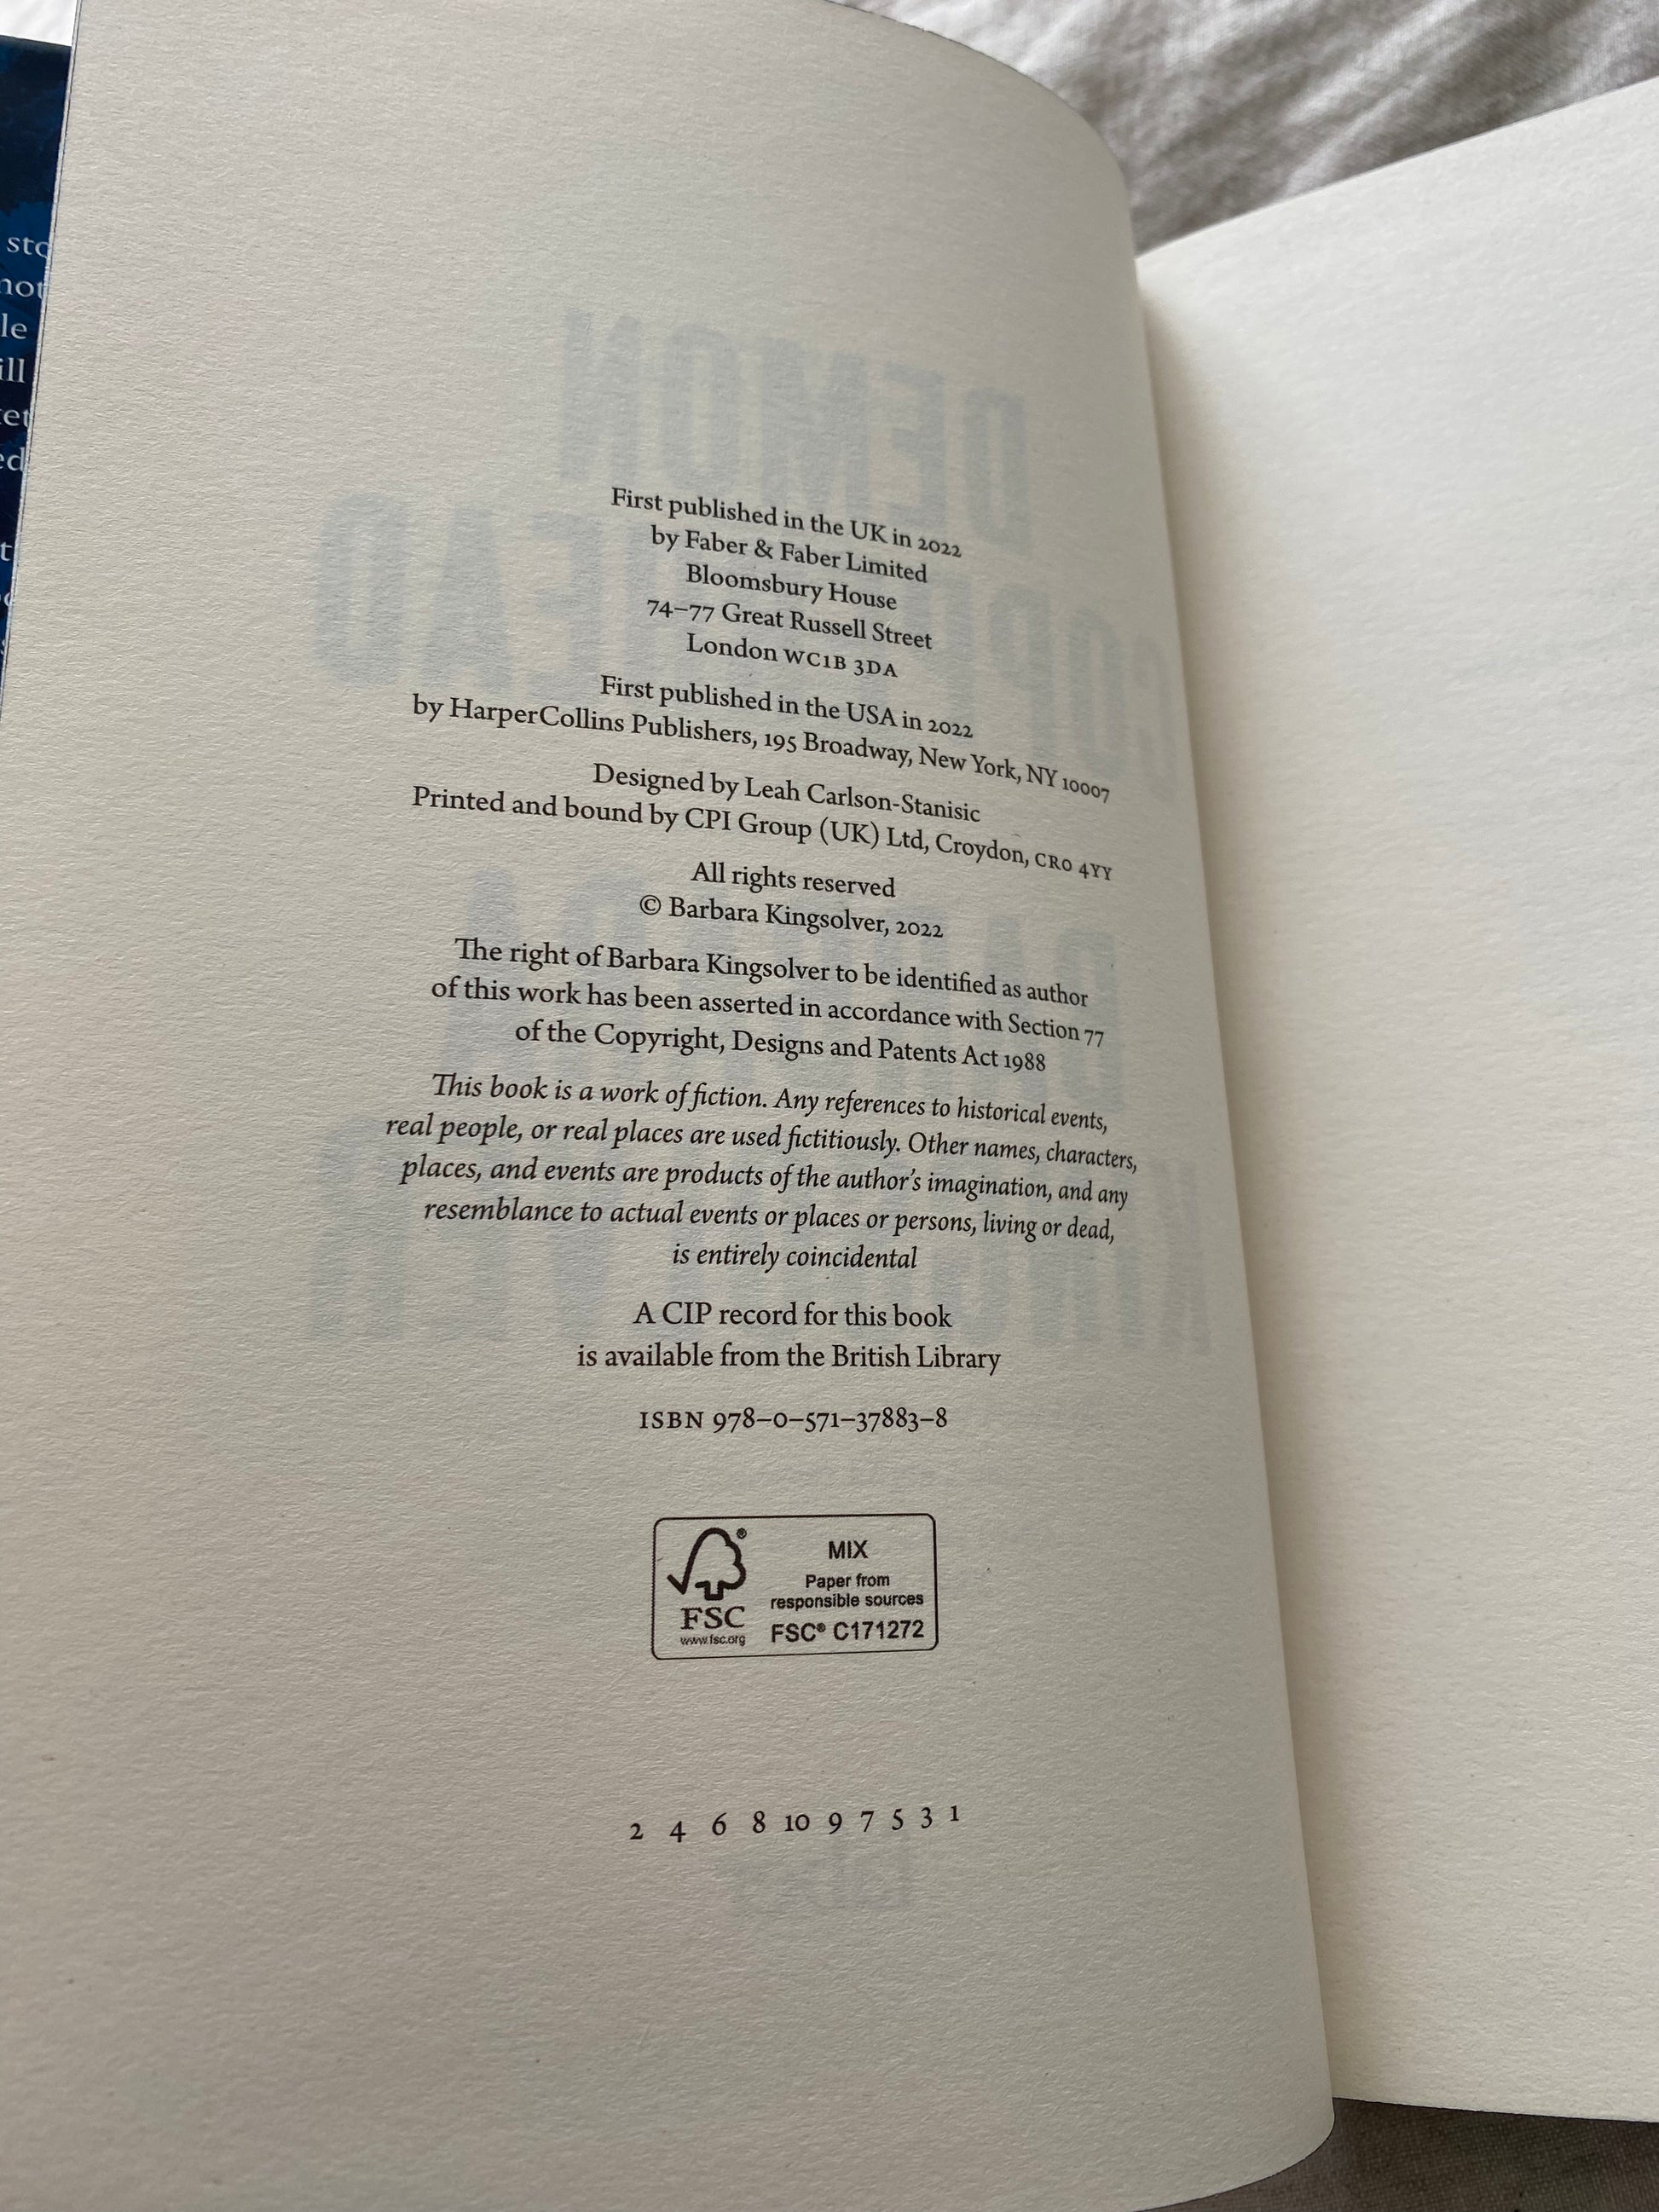 First published in the UK in 2022
by Faber & Faber Limited
Bloomsbury House
74–77 Great Russell Street
London WC1B 3DA
First published in the USA in 2022
by HarperCollins Publishers, 195 Broadway, New York, NY 10007
Designed by Leah Carlson-Stanisic
Printed and bound by CPI Group (UK) Ltd, Croydon, CR0 4YY
All rights reserved
© Barbara Kingsolver, 2022
The right of Barbara Kingsolver to be identified as author
of this work has been asserted in accordance with Section 77
of the Copyright, Designs and Patents Act 1988
This book is a work of fiction. Any references to historical events,
real people, or real places are used fictitiously. Other names, characters,
places, and events are products of the author's imagination, and any
resemblance to actual events or places or persons, living or dead,
is entirely coincidental
A CIP record for this book
is available from the British Library
ISBN 978–0–571–37883–8
FSC
www.fsc.org
MIX
Paper from
responsible sources
FSC® C171272
2 4 6 8 10 9 7 5 3 1